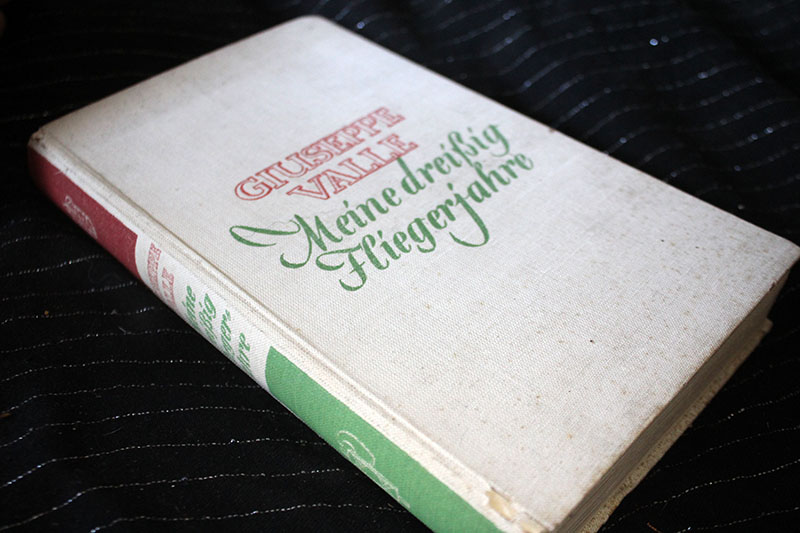 GIUSEPPE
VALLE
Meine dreißig
Fliegerjahre